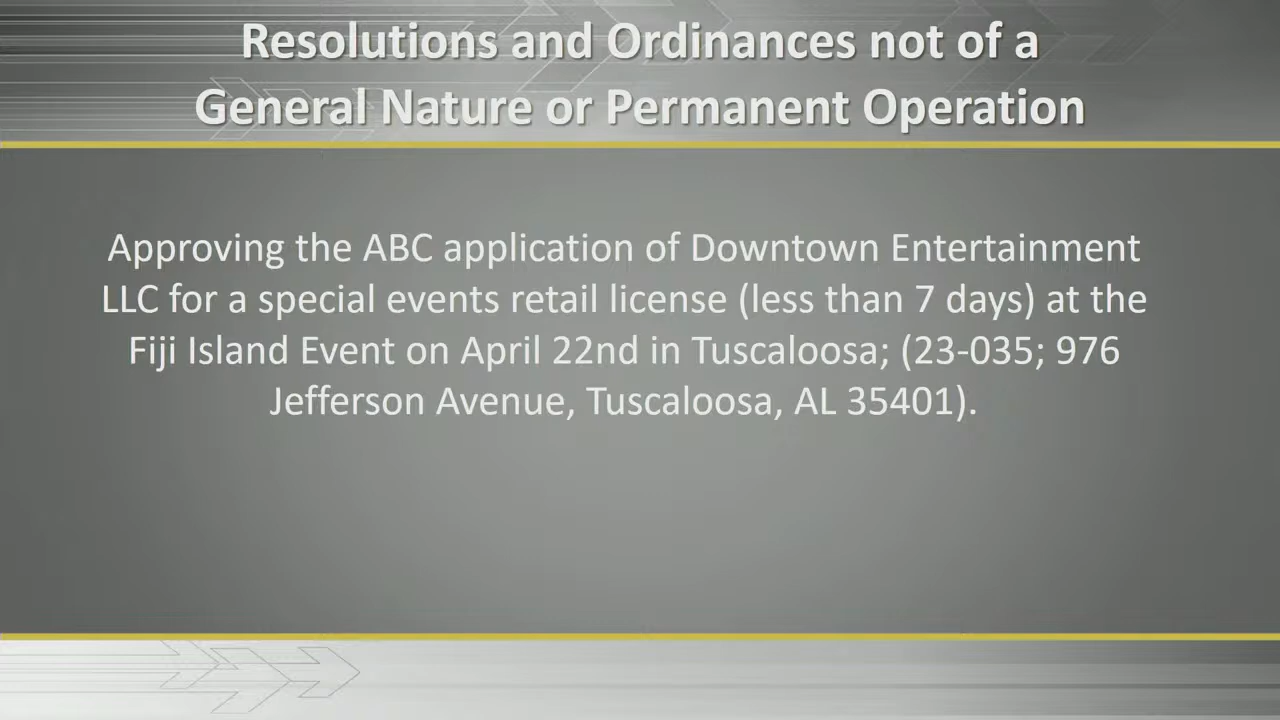 Resolutions and Ordinances not of a
General Nature or Permanent Operation
Approving the ABC application of Downtown Entertainment
LLC for a special events retail license (less than 7 days) at the
Fiji Island Event on April 22nd in Tuscaloosa; (23-035; 976
Jefferson Avenue, Tuscaloosa, AL 35401).